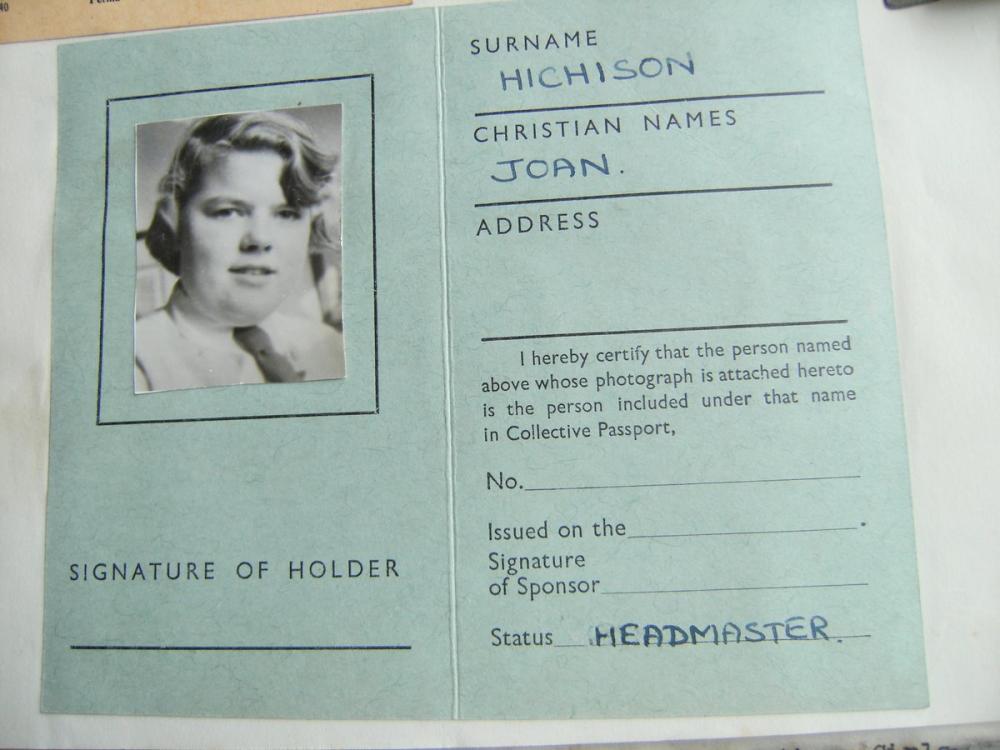 40
SURNAME
HICHISON
CHRISTIAN NAMES
JOAN.
ADDRESS
I hereby certify that the person named
above whose photograph is attached hereto
is the person included under that name
in Collective Passport,
No.
Issued on the .
Signature
of Sponsor
Status HEADMASTER.
SIGNATURE OF HOLDER